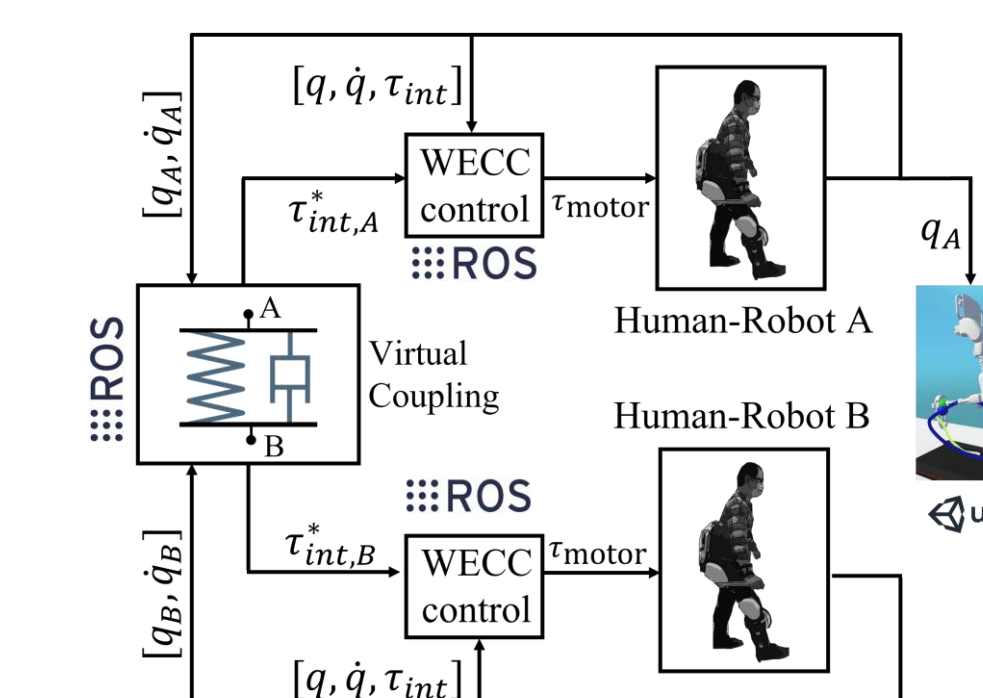 [q, q̇, τ_int]
[q_A, q̇_A]
WECC
control
τ*_int,A
τ_motor
q_A
ROS
Human-Robot A
A
ROS
Virtual
Coupling
B
Human-Robot B
ROS
τ*_int,B
WECC
control
τ_motor
[q_B, q̇_B]
[q, q̇, τ_int]